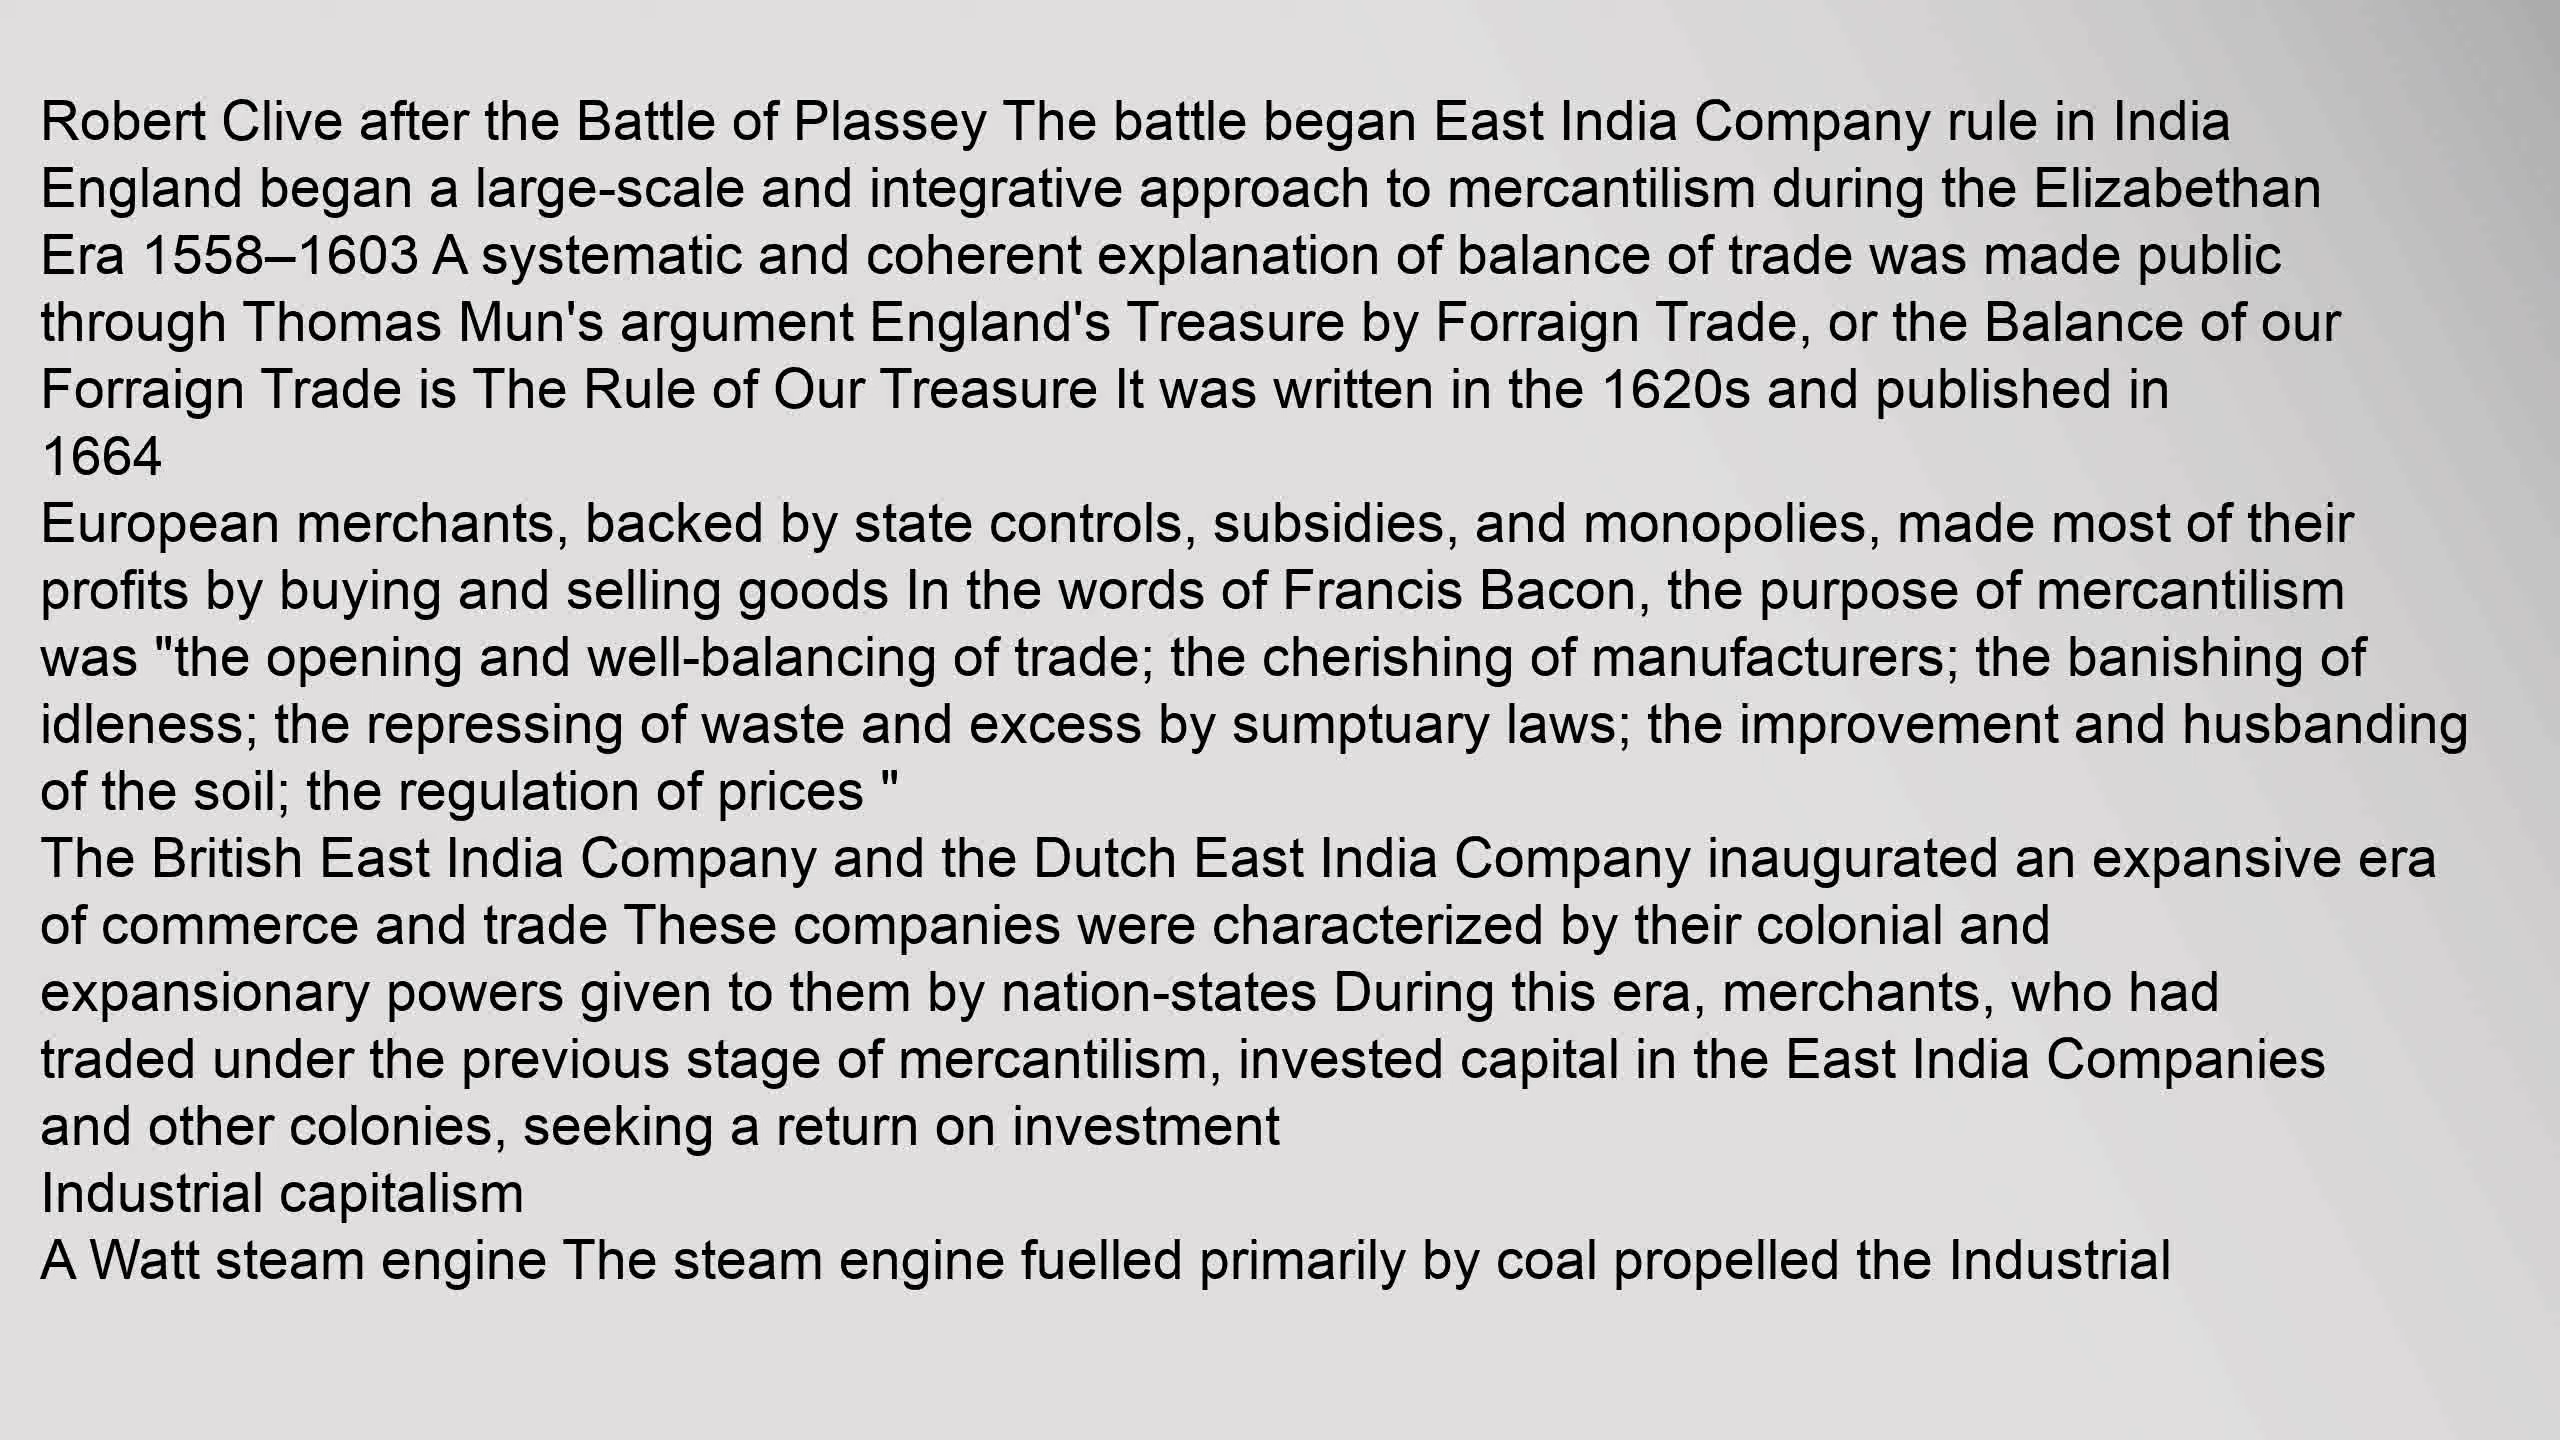 Robert Clive after the Battle of Plassey The battle began East India Company rule in India
England began a large-scale and integrative approach to mercantilism during the Elizabethan
Era 1558–1603 A systematic and coherent explanation of balance of trade was made public
through Thomas Mun's argument England's Treasure by Forraign Trade, or the Balance of our
Forraign Trade is The Rule of Our Treasure It was written in the 1620s and published in
1664
European merchants, backed by state controls, subsidies, and monopolies, made most of their
profits by buying and selling goods In the words of Francis Bacon, the purpose of mercantilism
was "the opening and well-balancing of trade; the cherishing of manufacturers; the banishing of
idleness; the repressing of waste and excess by sumptuary laws; the improvement and husbanding
of the soil; the regulation of prices "
The British East India Company and the Dutch East India Company inaugurated an expansive era
of commerce and trade These companies were characterized by their colonial and
expansionary powers given to them by nation-states During this era, merchants, who had
traded under the previous stage of mercantilism, invested capital in the East India Companies
and other colonies, seeking a return on investment
Industrial capitalism
A Watt steam engine The steam engine fuelled primarily by coal propelled the Industrial